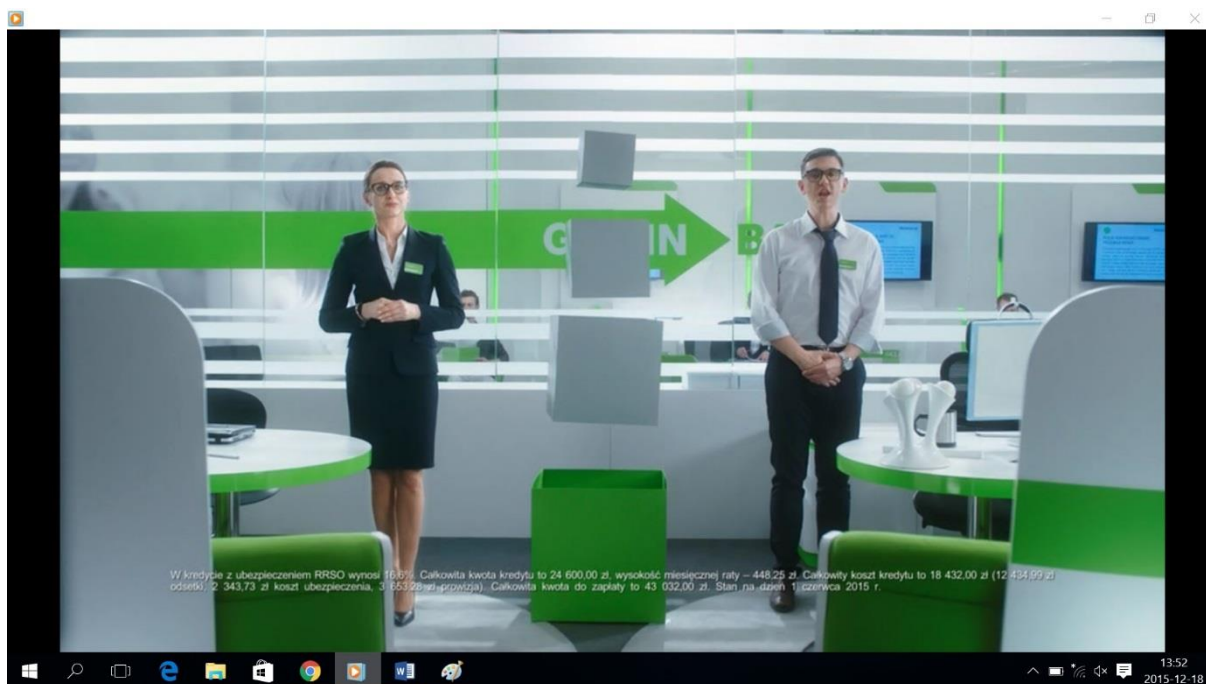 G IN B
W kredycie z ubezpieczeniem RRSO wynosi 16,6%. Całkowita kwota kredytu to 24 600,00 zł, wysokość miesięcznej raty – 448,25 zł. Całkowity koszt kredytu to 18 432,00 zł (12 434,99 zł
odsetki, 2 343,73 zł koszt ubezpieczenia, 3 653,28 zł prowizja). Całkowita kwota do zapłaty to 43 032,00 zł. Stan na dzień 1 czerwca 2015 r.
13:52
2015-12-18